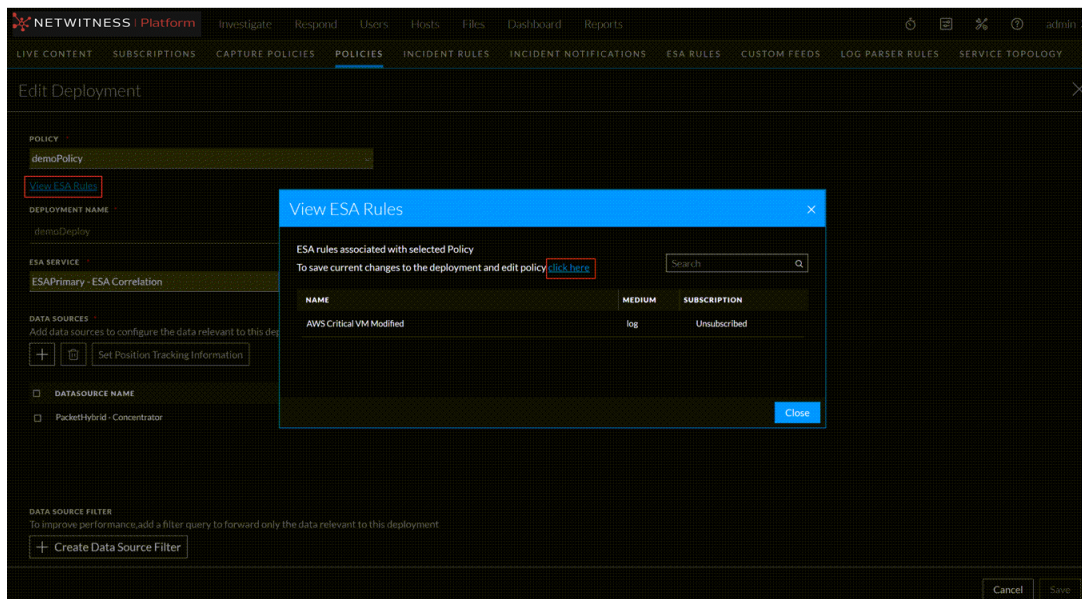 NETWITNESS Platform Investigate Respond Users Hosts Files Dashboard Reports admin
LIVE CONTENT SUBSCRIPTIONS CAPTURE POLICIES POLICIES INCIDENT RULES INCIDENT NOTIFICATIONS ESA RULES CUSTOM FEEDS LOG PARSER RULES SERVICE TOPOLOGY
Edit Deployment
POLICY *
demoPolicy
View ESA Rules
DEPLOYMENT NAME *
demoDeploy
ESA SERVICE *
ESAPrimary - ESA Correlation
DATA SOURCES *
Add data sources to configure the data relevant to this dep
Set Position Tracking Information
DATASOURCE NAME
PacketHybrid - Concentrator
DATA SOURCE FILTER
To improve performance,add a filter query to forward only the data relevant to this deployment
+ Create Data Source Filter
Cancel Save
View ESA Rules
ESA rules associated with selected Policy
To save current changes to the deployment and edit policy click here
Search
NAME MEDIUM SUBSCRIPTION
AWS Critical VM Modified log Unsubscribed
Close